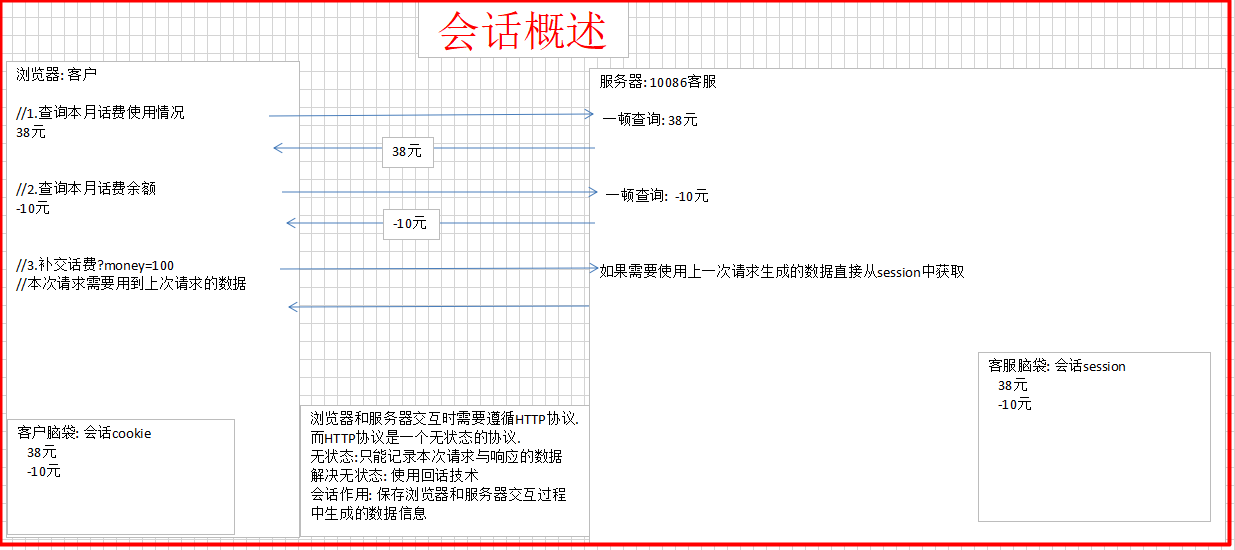 会话概述
浏览器: 客户
//1.查询本月话费使用情况
38元
//2.查询本月话费余额
-10元
//3.补交话费?money=100
//本次请求需要用到上次请求的数据
客户脑袋: 会话cookie
38元
-10元
38元
-10元
浏览器和服务器交互时需要遵循HTTP协议.
而HTTP协议是一个无状态的协议.
无状态:只能记录本次请求与响应的数据
解决无状态: 使用回话技术
会话作用: 保存浏览器和服务器交互过程
中生成的数据信息
服务器: 10086客服
一顿查询: 38元
一顿查询: -10元
如果需要使用上一次请求生成的数据直接从session中获取
客服脑袋: 会话session
38元
-10元